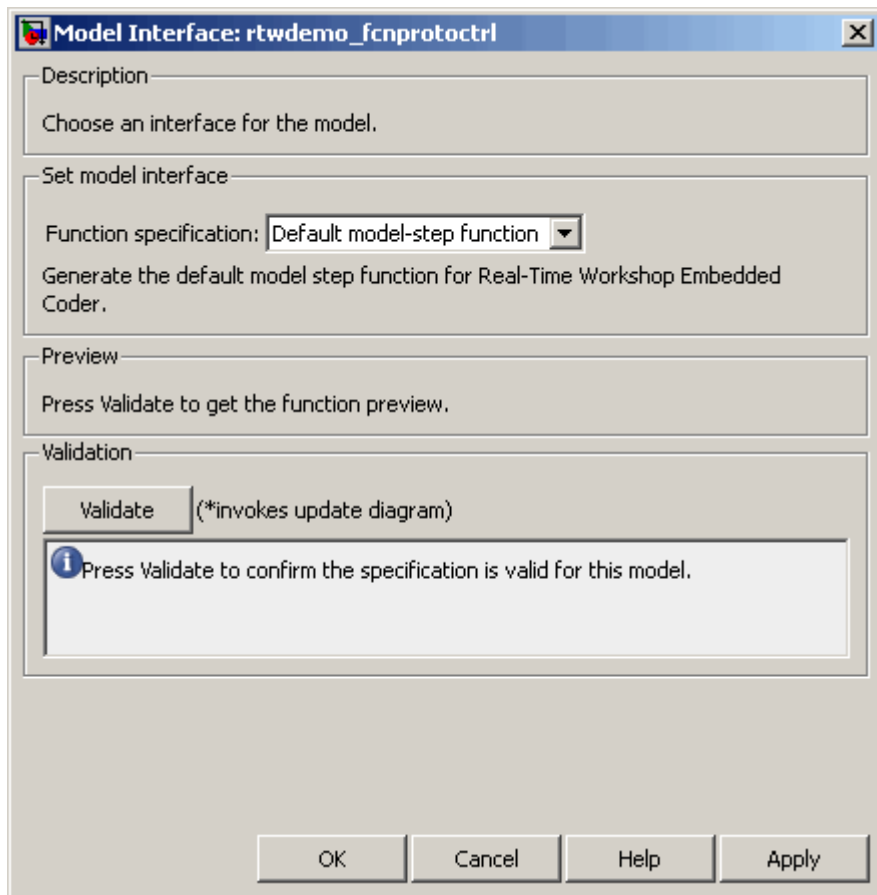 Model Interface: rtwdemo_fcnprotoctrl
Description
Choose an interface for the model.
Set model interface
Function specification: Default model-step function
Generate the default model step function for Real-Time Workshop Embedded
Coder.
Preview
Press Validate to get the function preview.
Validation
Validate (*invokes update diagram)
Press Validate to confirm the specification is valid for this model.
OK Cancel Help Apply